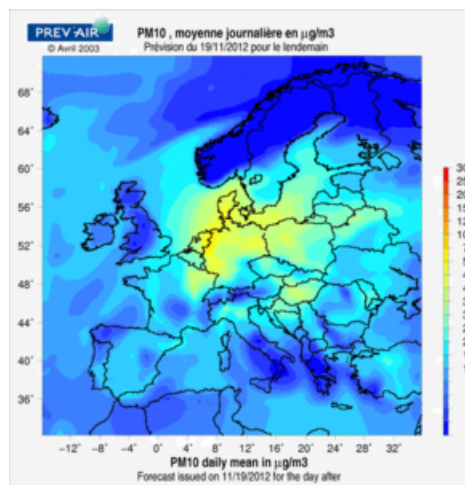 PREV'AIR
© Avril 2003
PM10 , moyenne journalière en µg/m3
Prévision du 19/11/2012 pour le lendemain
68°
64°
60°
56°
52°
48°
44°
40°
36°
−12° −8° −4° 0° 4° 8° 12° 16° 20° 24° 28° 32°
PM10 daily mean in µg/m3
Forecast issued on 11/19/2012 for the day after